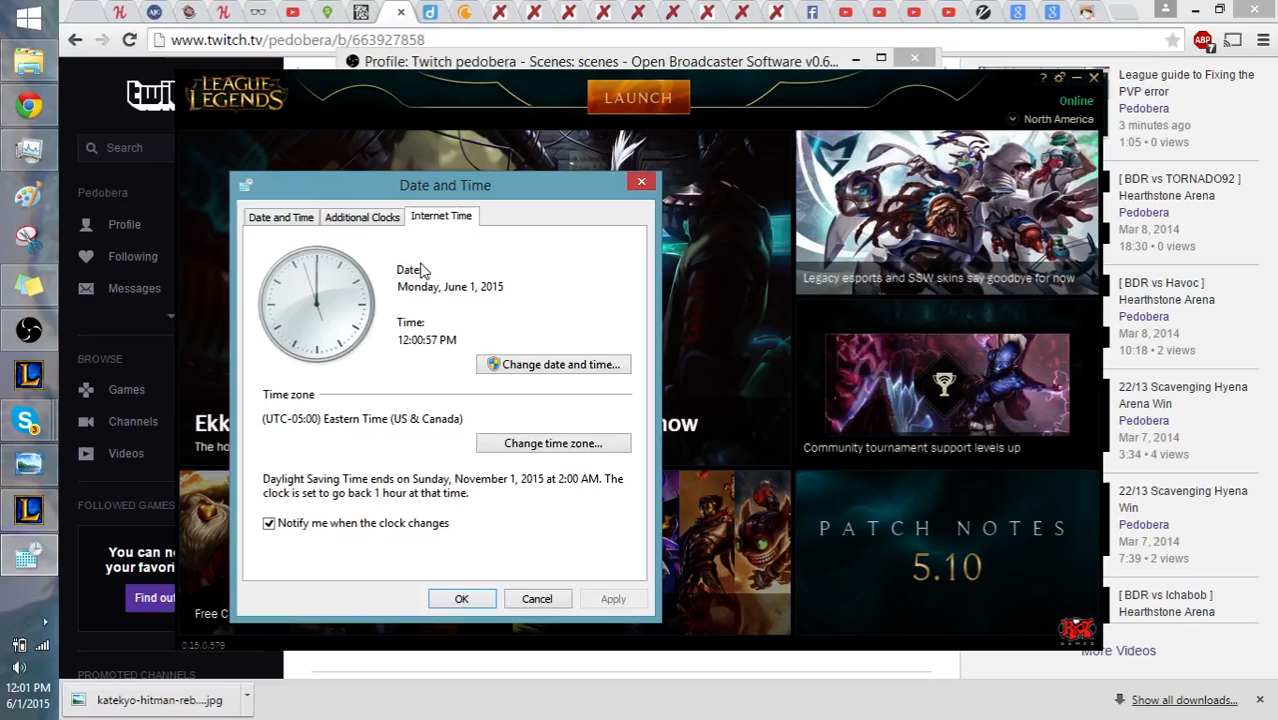 www.twitch.tv/pedobera/b/663927858
ABP
7
Profile: Twitch pedobera - Scenes: scenes - Open Broadcaster Software v0.6...
LEAGUE OF LEGENDS
LAUNCH
?
Online
North America
Search
Pedobera
Profile
Following
Messages
BROWSE
Games
Channels
Videos
FOLLOWED GAMES
You can no
your favori
Find out
PROMOTED CHANNELS
Date and Time
Date and Time
Additional Clocks
Internet Time
Date
Monday, June 1, 2015
Time:
12:00:57 PM
Change date and time...
Time zone
(UTC-05:00) Eastern Time (US & Canada)
Change time zone...
Daylight Saving Time ends on Sunday, November 1, 2015 at 2:00 AM. The
clock is set to go back 1 hour at that time.
Notify me when the clock changes
OK
Cancel
Apply
Ekk
now
The ho
Free C
Legacy esports and SSW skins say goodbye for now
Community tournament support levels up
PATCH NOTES
5.10
RIOT
GAMES
0.15.0.579
League guide to Fixing the
PVP error
Pedobera
3 minutes ago
1:05 • 0 views
[ BDR vs TORNADO92 ]
Hearthstone Arena
Pedobera
Mar 8, 2014
18:30 • 0 views
[ BDR vs Havoc ]
Hearthstone Arena
Pedobera
Mar 8, 2014
10:18 • 2 views
22/13 Scavenging Hyena
Arena Win
Pedobera
Mar 7, 2014
3:34 • 4 views
22/13 Scavenging Hyena
Win
Pedobera
Mar 7, 2014
7:39 • 2 views
[ BDR vs Ichabob ]
Hearthstone Arena
More Videos
3
12:01 PM
6/1/2015
katekyo-hitman-reb....jpg
Show all downloads...